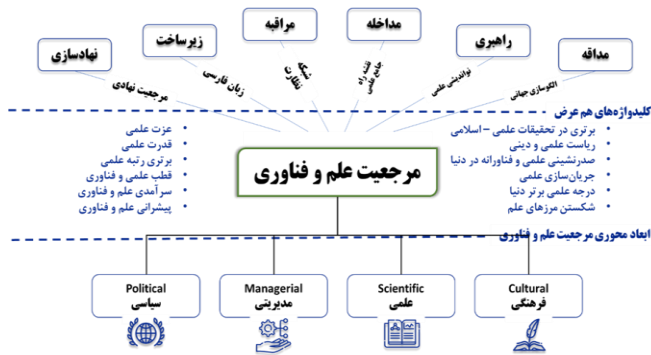 مداقه
راهبری
مداخله
مراقبه
زیرساخت
نهادسازی
الگوسازی جهانی
نواندیشی علمی
نقشه راه
جامع علمی
شبکه
نظارت
زبان فارسی
مرجعیت نهادی
کلیدواژه‌های هم عرض
• برتری در تحقیقات علمی – اسلامی
• ریاست علمی و دینی
• صدرنشینی علمی و فناورانه در دنیا
• جریان‌سازی علمی
• درجه علمی برتر دنیا
• شکستن مرزهای علم
• عزت علمی
• قدرت علمی
• برتری رتبه علمی
• قطب علمی و فناوری
• سرآمدی علم و فناوری
• پیشرانی علم و فناوری
مرجعیت علم و فناوری
ابعاد محوری مرجعیت علم و فناوری
Cultural
فرهنگی
Scientific
علمی
Managerial
مدیریتی
Political
سیاسی